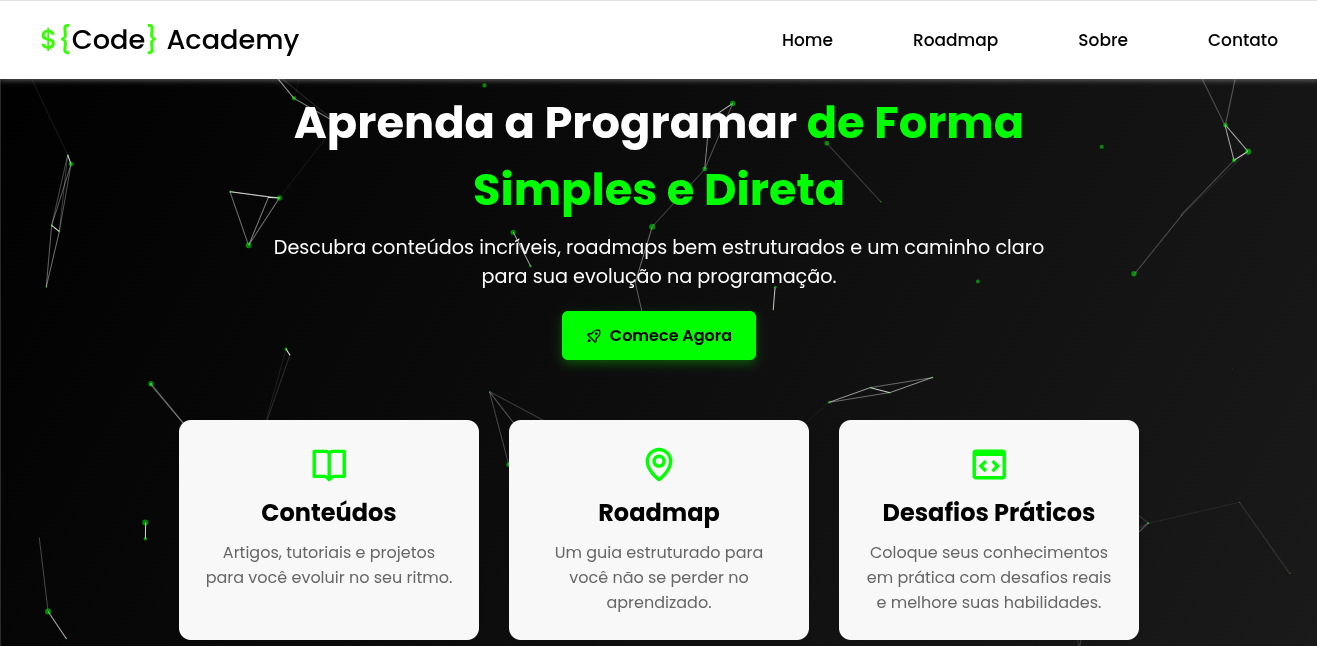 ${Code} Academy
Home
Roadmap
Sobre
Contato
Aprenda a Programar de Forma
Simples e Direta
Descubra conteúdos incríveis, roadmaps bem estruturados e um caminho claro
para sua evolução na programação.
Comece Agora
Conteúdos
Artigos, tutoriais e projetos
para você evoluir no seu ritmo.
Roadmap
Um guia estruturado para
você não se perder no
aprendizado.
Desafios Práticos
Coloque seus conhecimentos
em prática com desafios reais
e melhore suas habilidades.